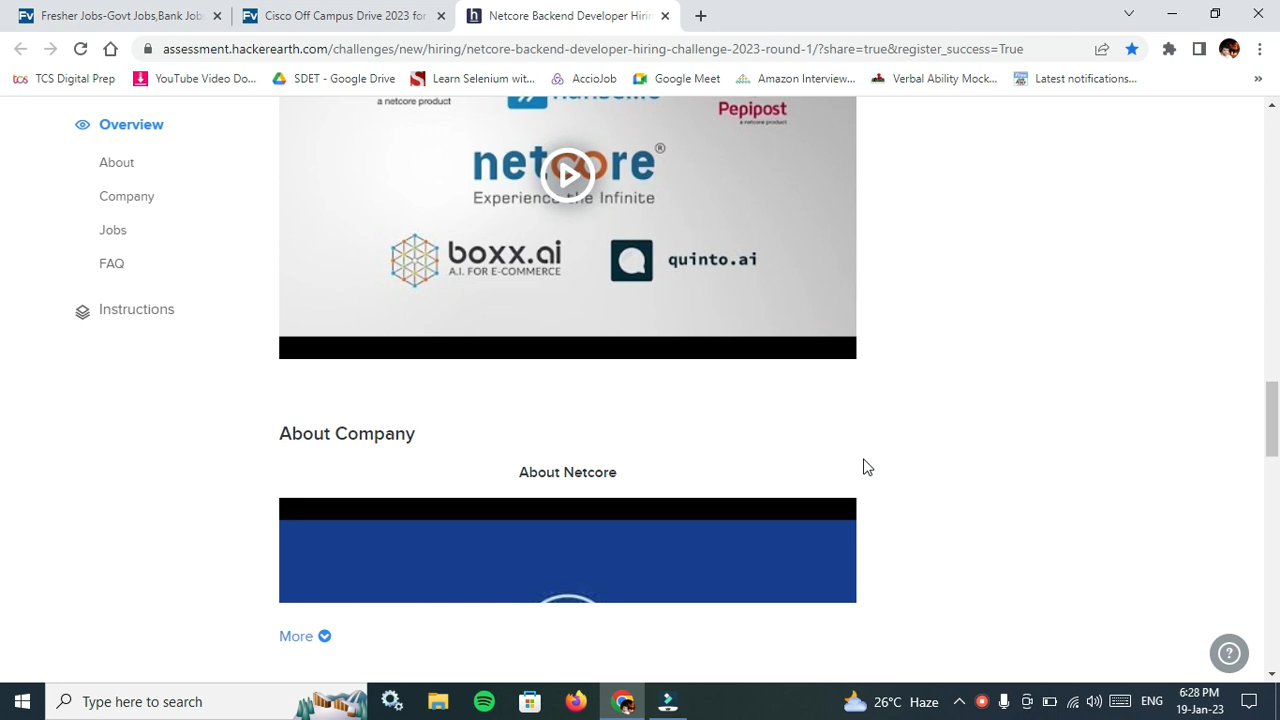 Fresher Jobs-Govt Jobs,Bank Job
Cisco Off Campus Drive 2023 for
Netcore Backend Developer Hirin
assessment.hackerearth.com/challenges/new/hiring/netcore-backend-developer-hiring-challenge-2023-round-1/?share=true&register_success=True
TCS Digital Prep
YouTube Video Do...
SDET - Google Drive
Learn Selenium wit...
AccioJob
Google Meet
Amazon Interview...
Verbal Ability Mock...
Latest notifications...
»
Overview
About
Company
Jobs
FAQ
Instructions
a netcore product
Pepipost
a netcore product
netcore®
Experience the Infinite
boxx.ai
A.I. FOR E-COMMERCE
quinto.ai
About Company
About Netcore
More
Type here to search
26°C Haze
ENG
6:28 PM
19-Jan-23